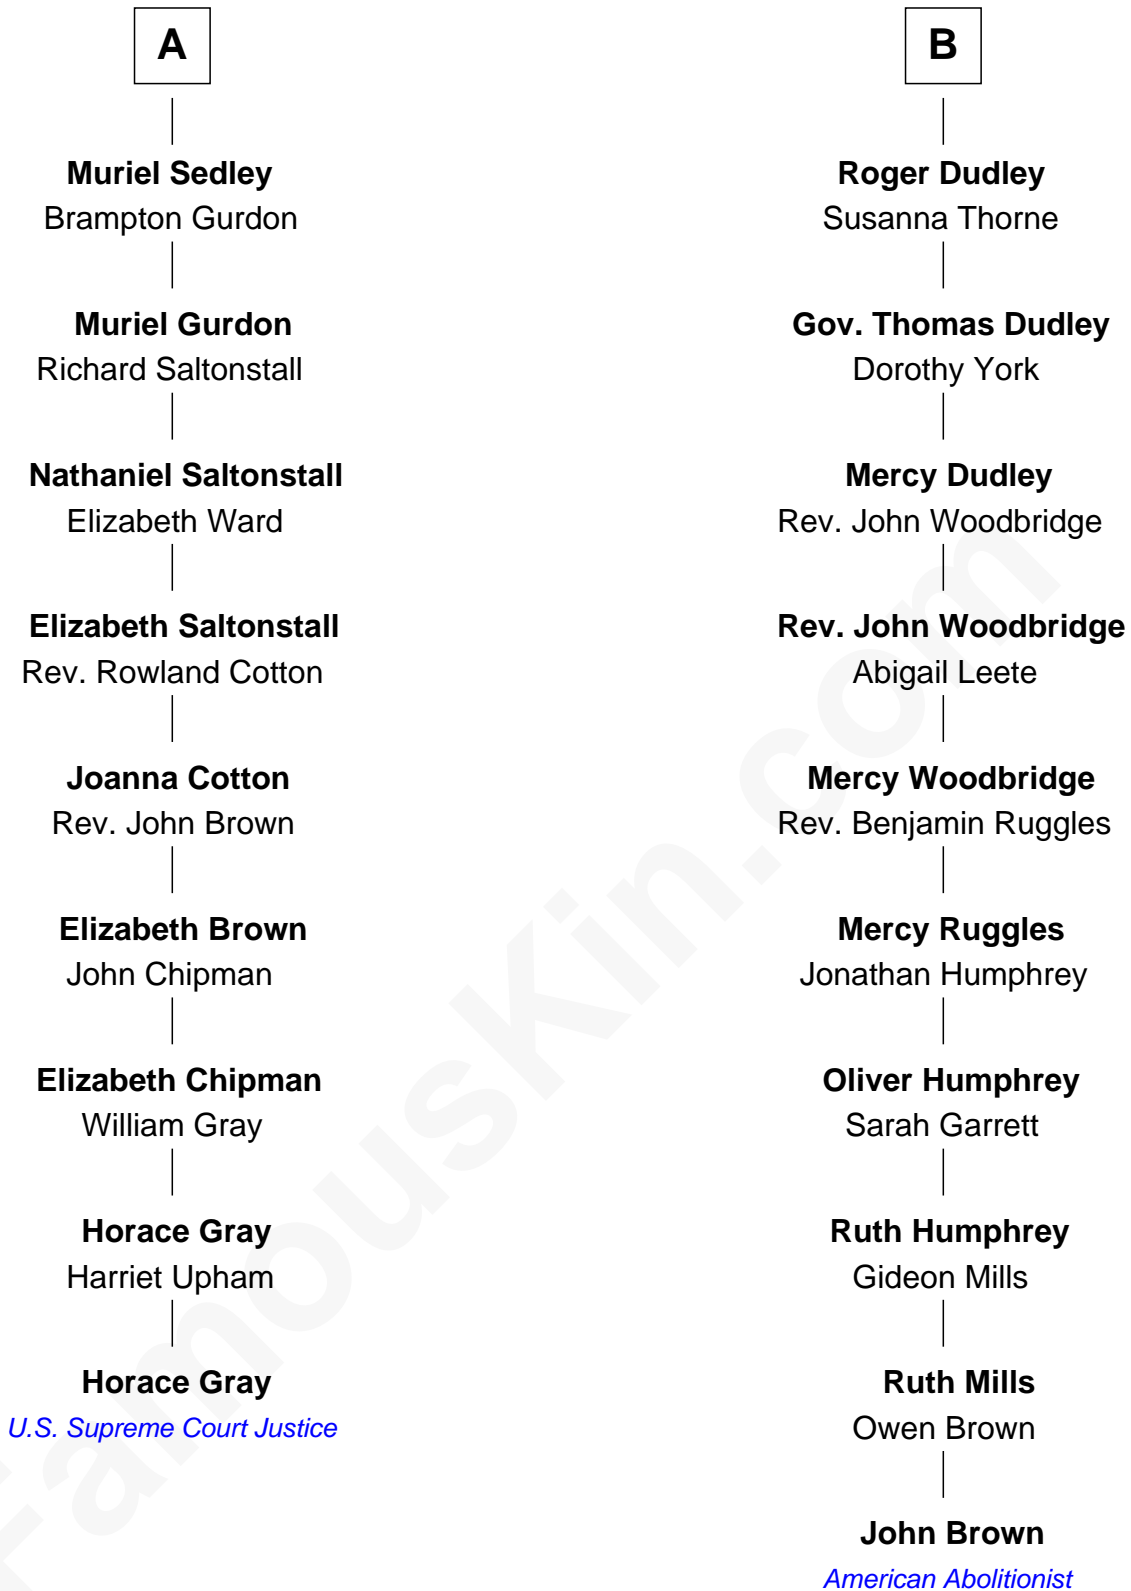 A
Muriel Sedley
Brampton Gurdon
Muriel Gurdon
Richard Saltonstall
Nathaniel Saltonstall
Elizabeth Ward
Elizabeth Saltonstall
Rev. Rowland Cotton
Joanna Cotton
Rev. John Brown
Elizabeth Brown
John Chipman
Elizabeth Chipman
William Gray
Horace Gray
Harriet Upham
Horace Gray
U.S. Supreme Court Justice
B
Roger Dudley
Susanna Thorne
Gov. Thomas Dudley
Dorothy York
Mercy Dudley
Rev. John Woodbridge
Rev. John Woodbridge
Abigail Leete
Mercy Woodbridge
Rev. Benjamin Ruggles
Mercy Ruggles
Jonathan Humphrey
Oliver Humphrey
Sarah Garrett
Ruth Humphrey
Gideon Mills
Ruth Mills
Owen Brown
John Brown
American Abolitionist
FamousKin.com